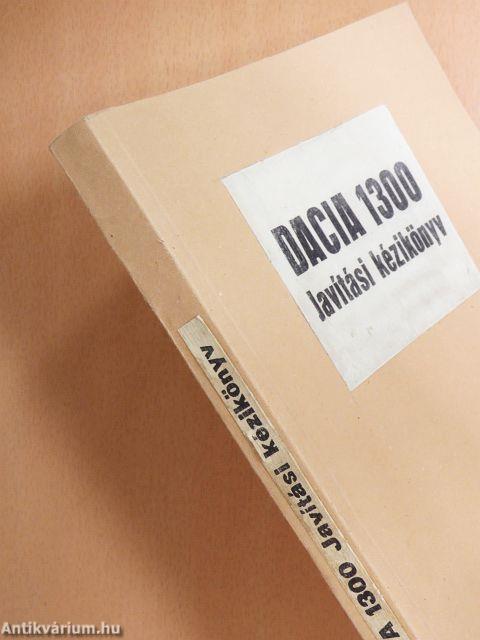 DACIA 1300
Javítási kézikönyv
A 1300 Javítási kézikönyv
Antikvárium.hu